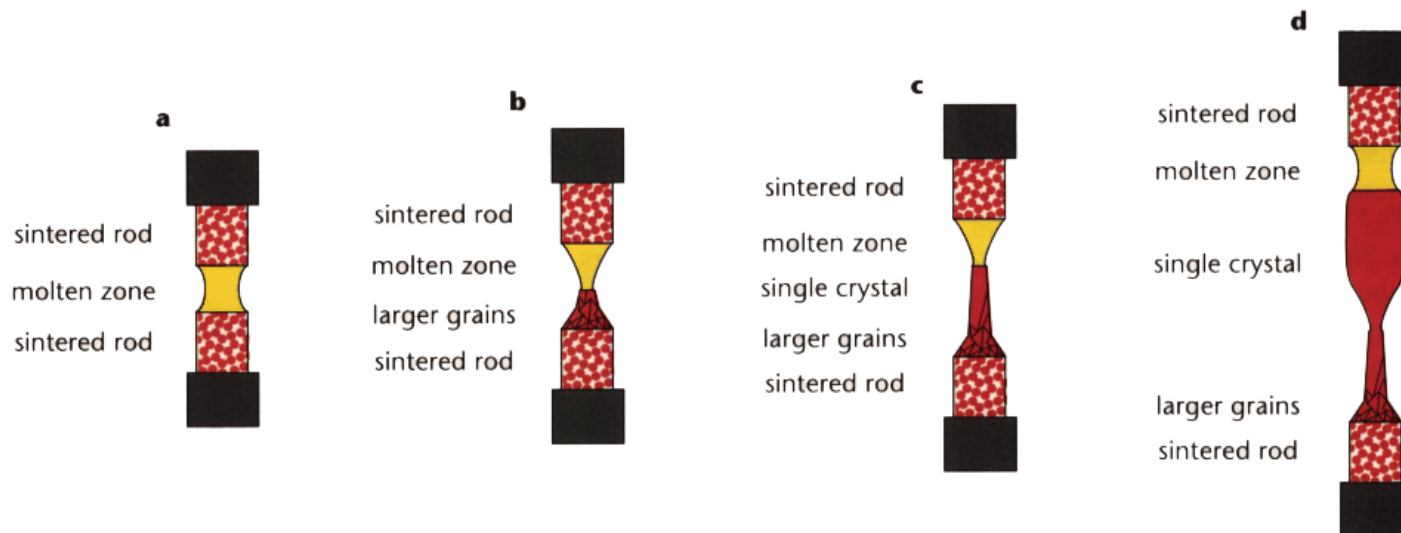 a
sintered rod
molten zone
sintered rod
b
sintered rod
molten zone
larger grains
sintered rod
c
sintered rod
molten zone
single crystal
larger grains
sintered rod
d
sintered rod
molten zone
single crystal
larger grains
sintered rod